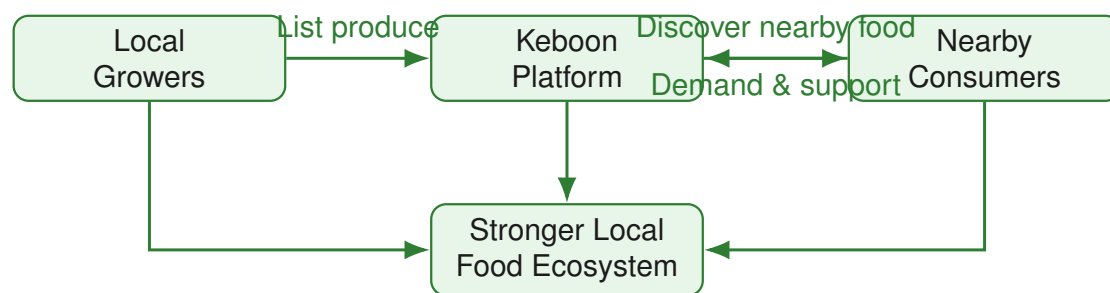 Local
Growers
List produce
Keboon
Platform
Discover nearby food
Demand & support
Nearby
Consumers
Stronger Local
Food Ecosystem